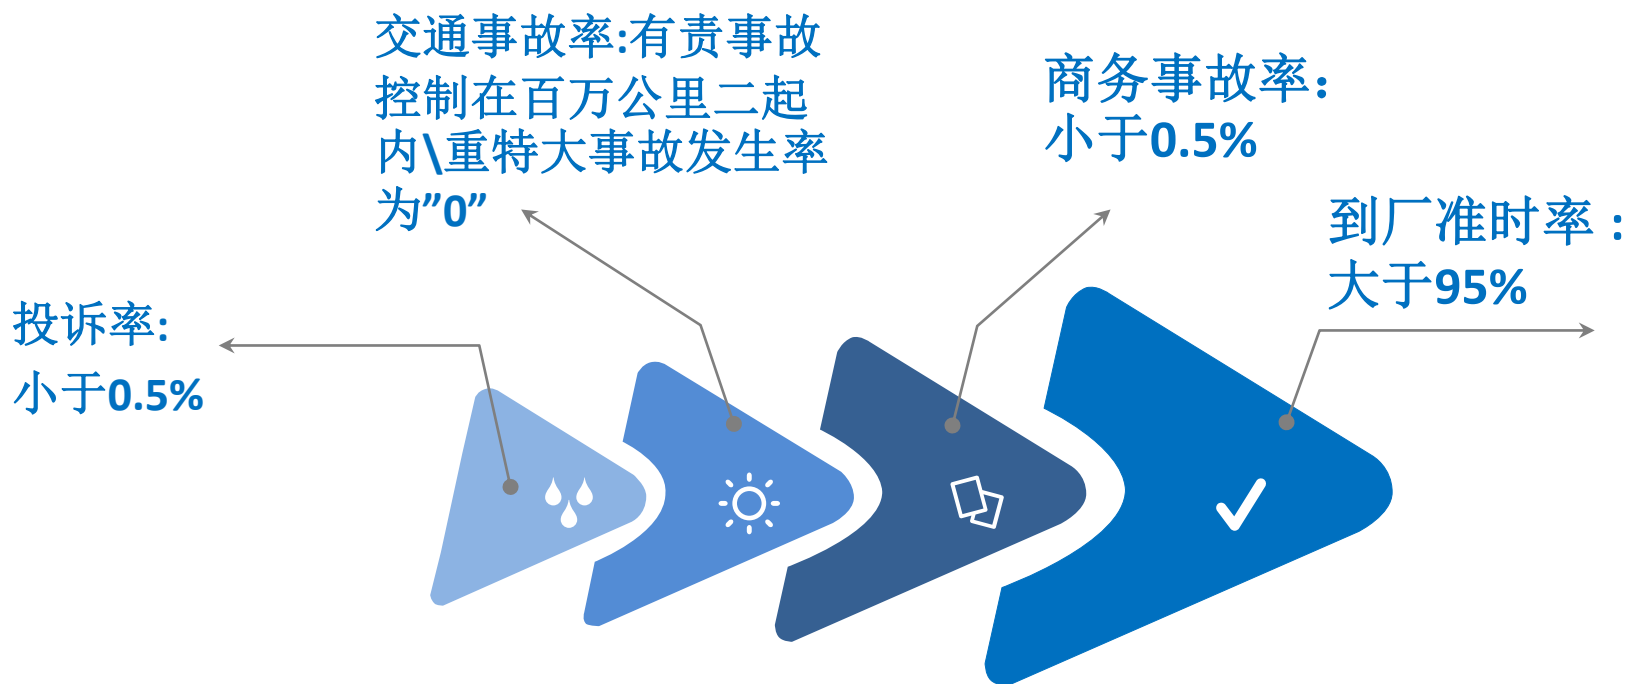 交通事故率:有责事故
控制在百万公里二起
内\重特大事故发生率
为”0”
商务事故率：
小于0.5%
到厂准时率：
大于95%
投诉率:
小于0.5%